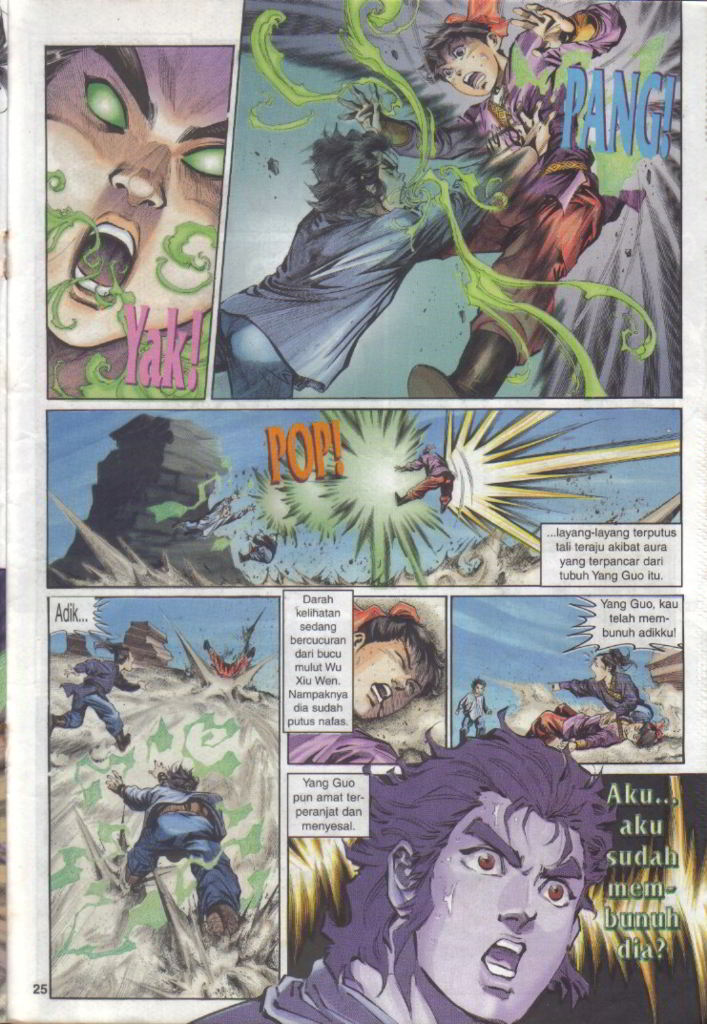 Yak!
PANG!
POP!
...layang-layang terputus
tali teraju akibat aura
yang terpancar dari
tubuh Yang Guo itu.
Adik...
Darah
kelihatan
sedang
bercucuran
dari bucu
mulut Wu
Xiu Wen.
Nampaknya
dia sudah
putus nafas.
Yang Guo, kau
telah mem-
bunuh adikku!
Yang Guo
pun amat ter-
peranjat dan
menyesal.
Aku...
aku
sudah
mem-
bunuh
dia?
25